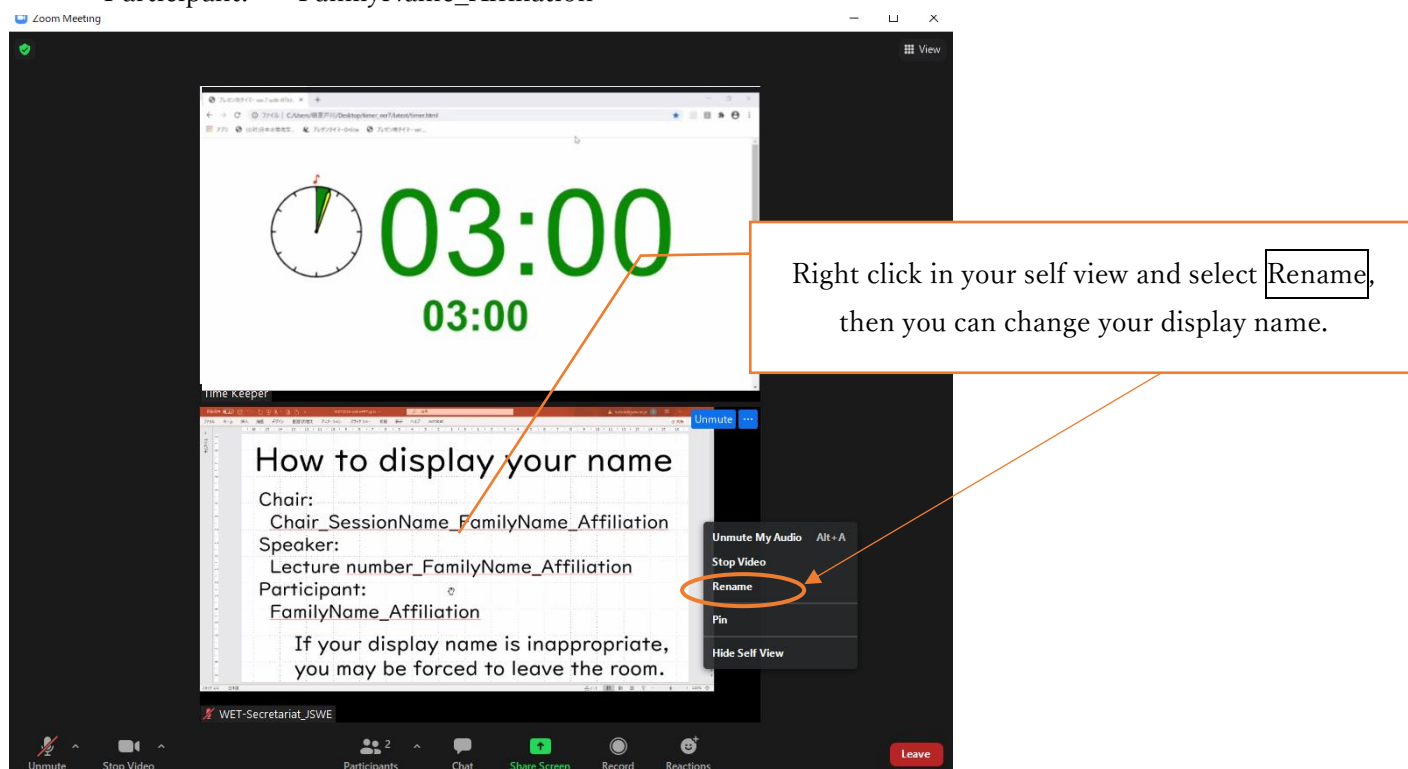 Participant: FamilyName_Affiliation
Zoom Meeting
View
03:00
03:00
Time Keeper
Right click in your self view and select Rename,
then you can change your display name.
Unmute ...
How to display your name
Chair:
Chair_SessionName_FamilyName_Affiliation
Speaker:
Lecture number_FamilyName_Affiliation
Participant:
FamilyName_Affiliation
If your display name is inappropriate,
you may be forced to leave the room.
Unmute My Audio Alt+A
Stop Video
Rename
Pin
Hide Self View
WET-Secretariat_JSWE
Unmute Stop Video Participants 2 Chat Share Screen Record Reactions Leave